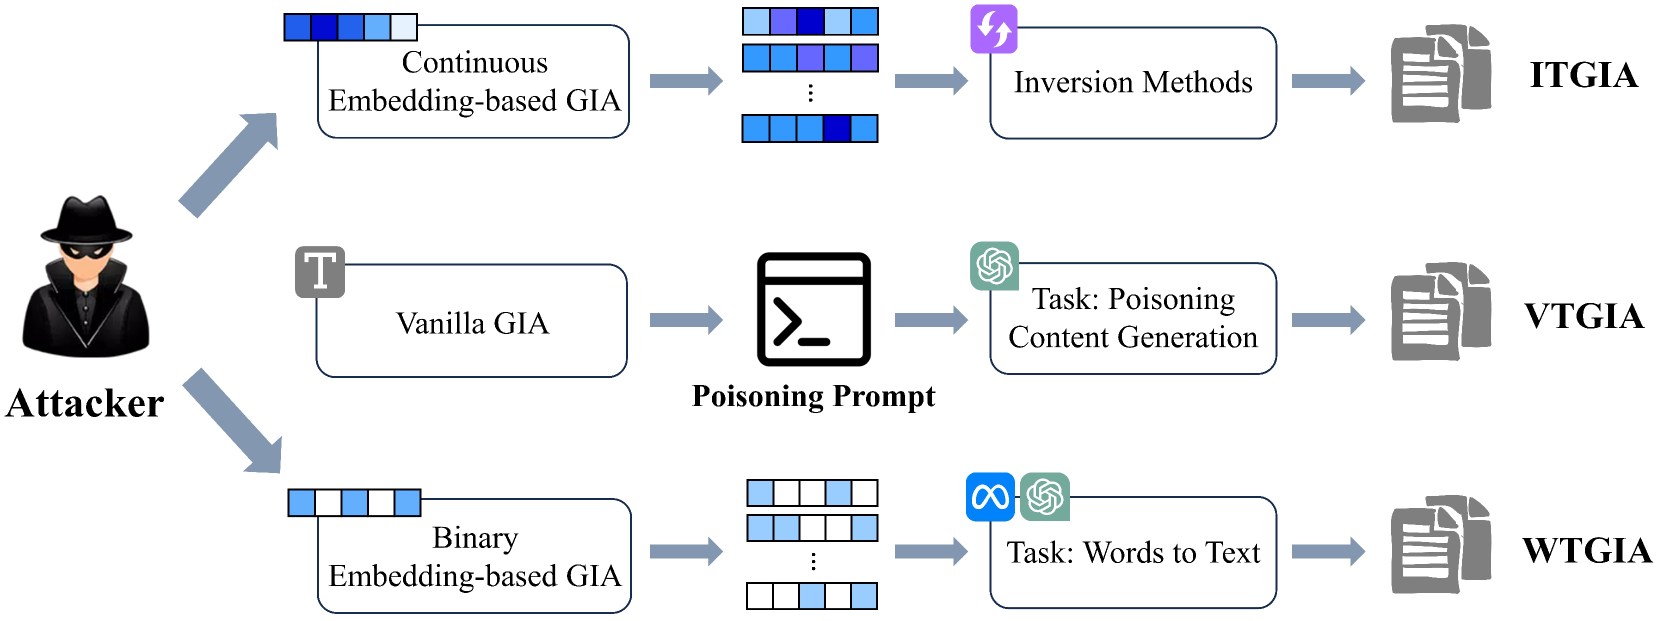 Continuous
Embedding-based GIA
Inversion Methods
ITGIA
Attacker
T
Vanilla GIA
Poisoning Prompt
Task: Poisoning
Content Generation
VTGIA
Binary
Embedding-based GIA
Task: Words to Text
WTGIA